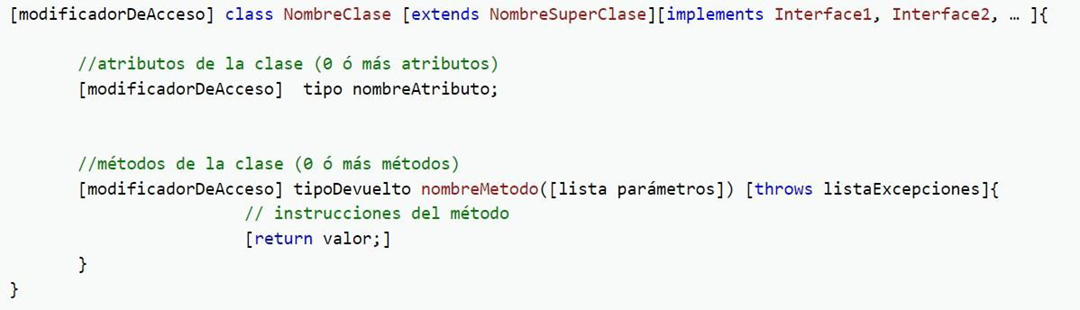 [modificadorDeAcceso] class NombreClase [extends NombreSuperClase][implements Interface1, Interface2, … ]{
//atributos de la clase (0 ó más atributos)
[modificadorDeAcceso]  tipo nombreAtributo;
//métodos de la clase (0 ó más métodos)
[modificadorDeAcceso] tipoDevuelto nombreMetodo([lista parámetros]) [throws listaExcepciones]{
// instrucciones del método
[return valor;]
}
}